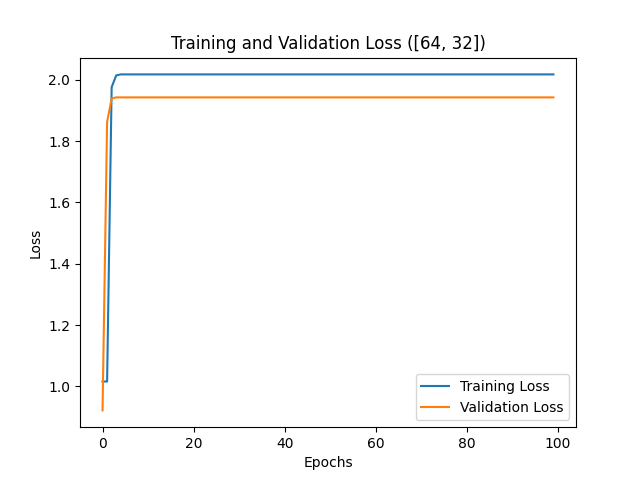 Training and Validation Loss ([64, 32])
2.0
1.8
1.6
1.4
1.2
1.0
Loss
Training Loss
Validation Loss
0 20 40 60 80 100
Epochs